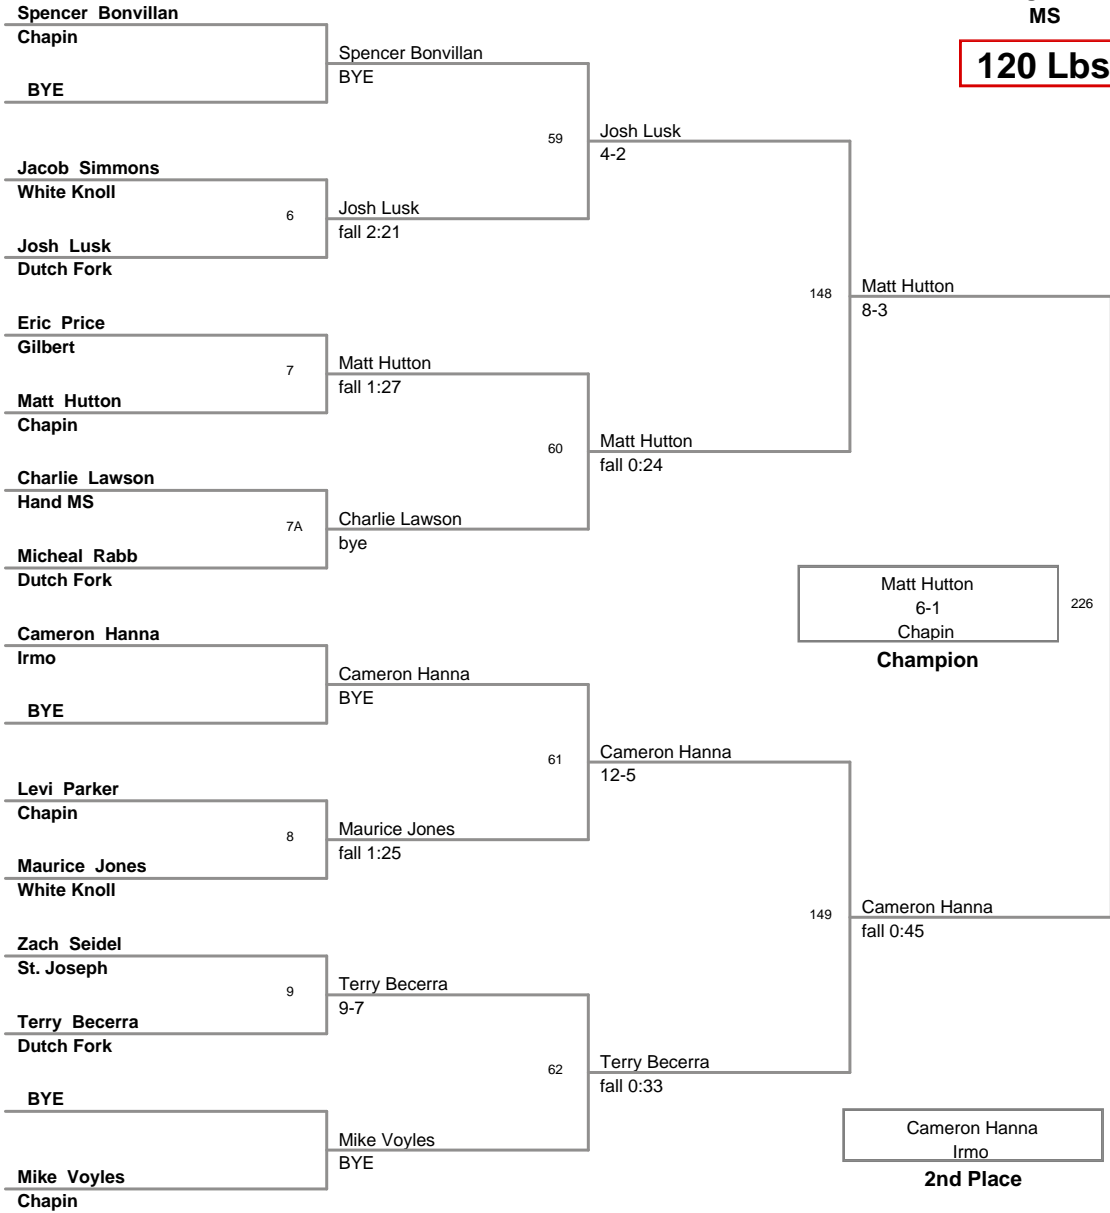 MS
120 Lbs
Spencer Bonvillan
Chapin
BYE
Jacob Simmons
White Knoll
6
Josh Lusk
Dutch Fork
Eric Price
Gilbert
7
Matt Hutton
Chapin
Charlie Lawson
Hand MS
7A
Micheal Rabb
Dutch Fork
Cameron Hanna
Irmo
BYE
Levi Parker
Chapin
8
Maurice Jones
White Knoll
Zach Seidel
St. Joseph
9
Terry Becerra
Dutch Fork
BYE
Mike Voyles
Chapin
Spencer Bonvillan
BYE
59
Josh Lusk
fall 2:21
Matt Hutton
fall 1:27
60
Charlie Lawson
bye
Cameron Hanna
BYE
61
Maurice Jones
fall 1:25
Terry Becerra
9-7
62
Mike Voyles
BYE
Josh Lusk
4-2
148
Matt Hutton
fall 0:24
Cameron Hanna
12-5
149
Terry Becerra
fall 0:33
Matt Hutton
8-3
Cameron Hanna
fall 0:45
Matt Hutton
6-1
Chapin
226
Champion
Cameron Hanna
Irmo
2nd Place